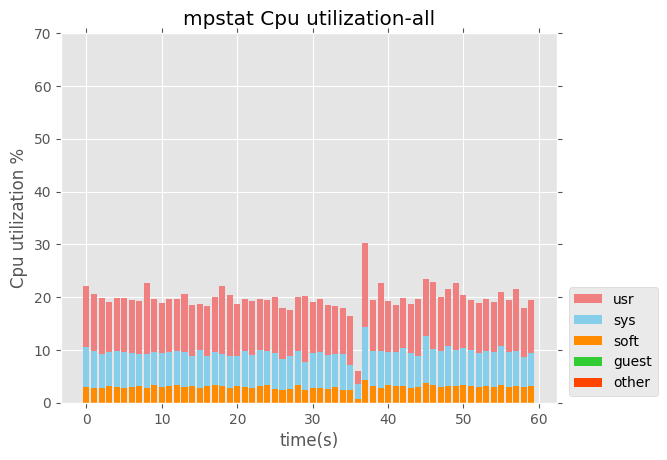 mpstat Cpu utilization-all
70
60
50
40
30
20
10
0
Cpu utilization %
0 10 20 30 40 50 60
time(s)
usr
sys
soft
guest
other